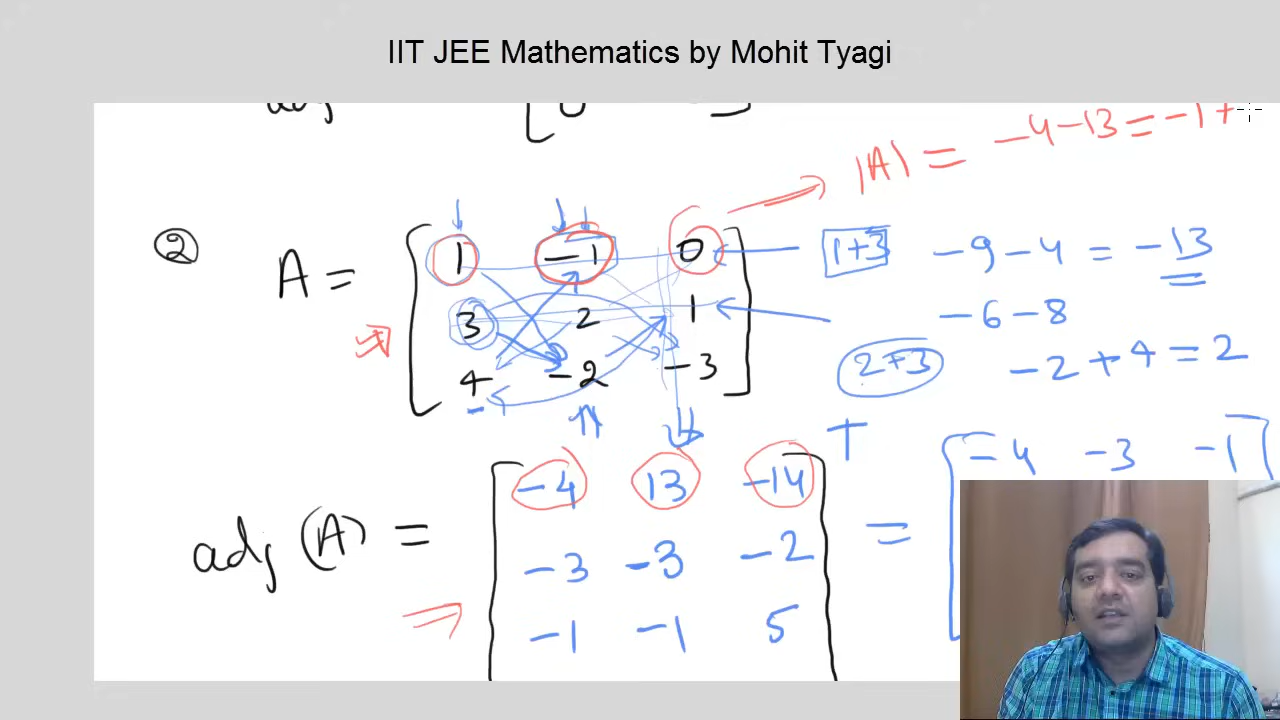 IIT JEE Mathematics by Mohit Tyagi
|A| = -4-13 = -1+
② A = [ 1 -1 0
3 2 1
4 -2 -3 ]
1+3 -9-4 = -13
-6-8
2+3 -2+4 = 2
adj (A) = [ -4 13 -14
-3 -3 -2
-1 -1 5 ] T = [ -4 -3 -1